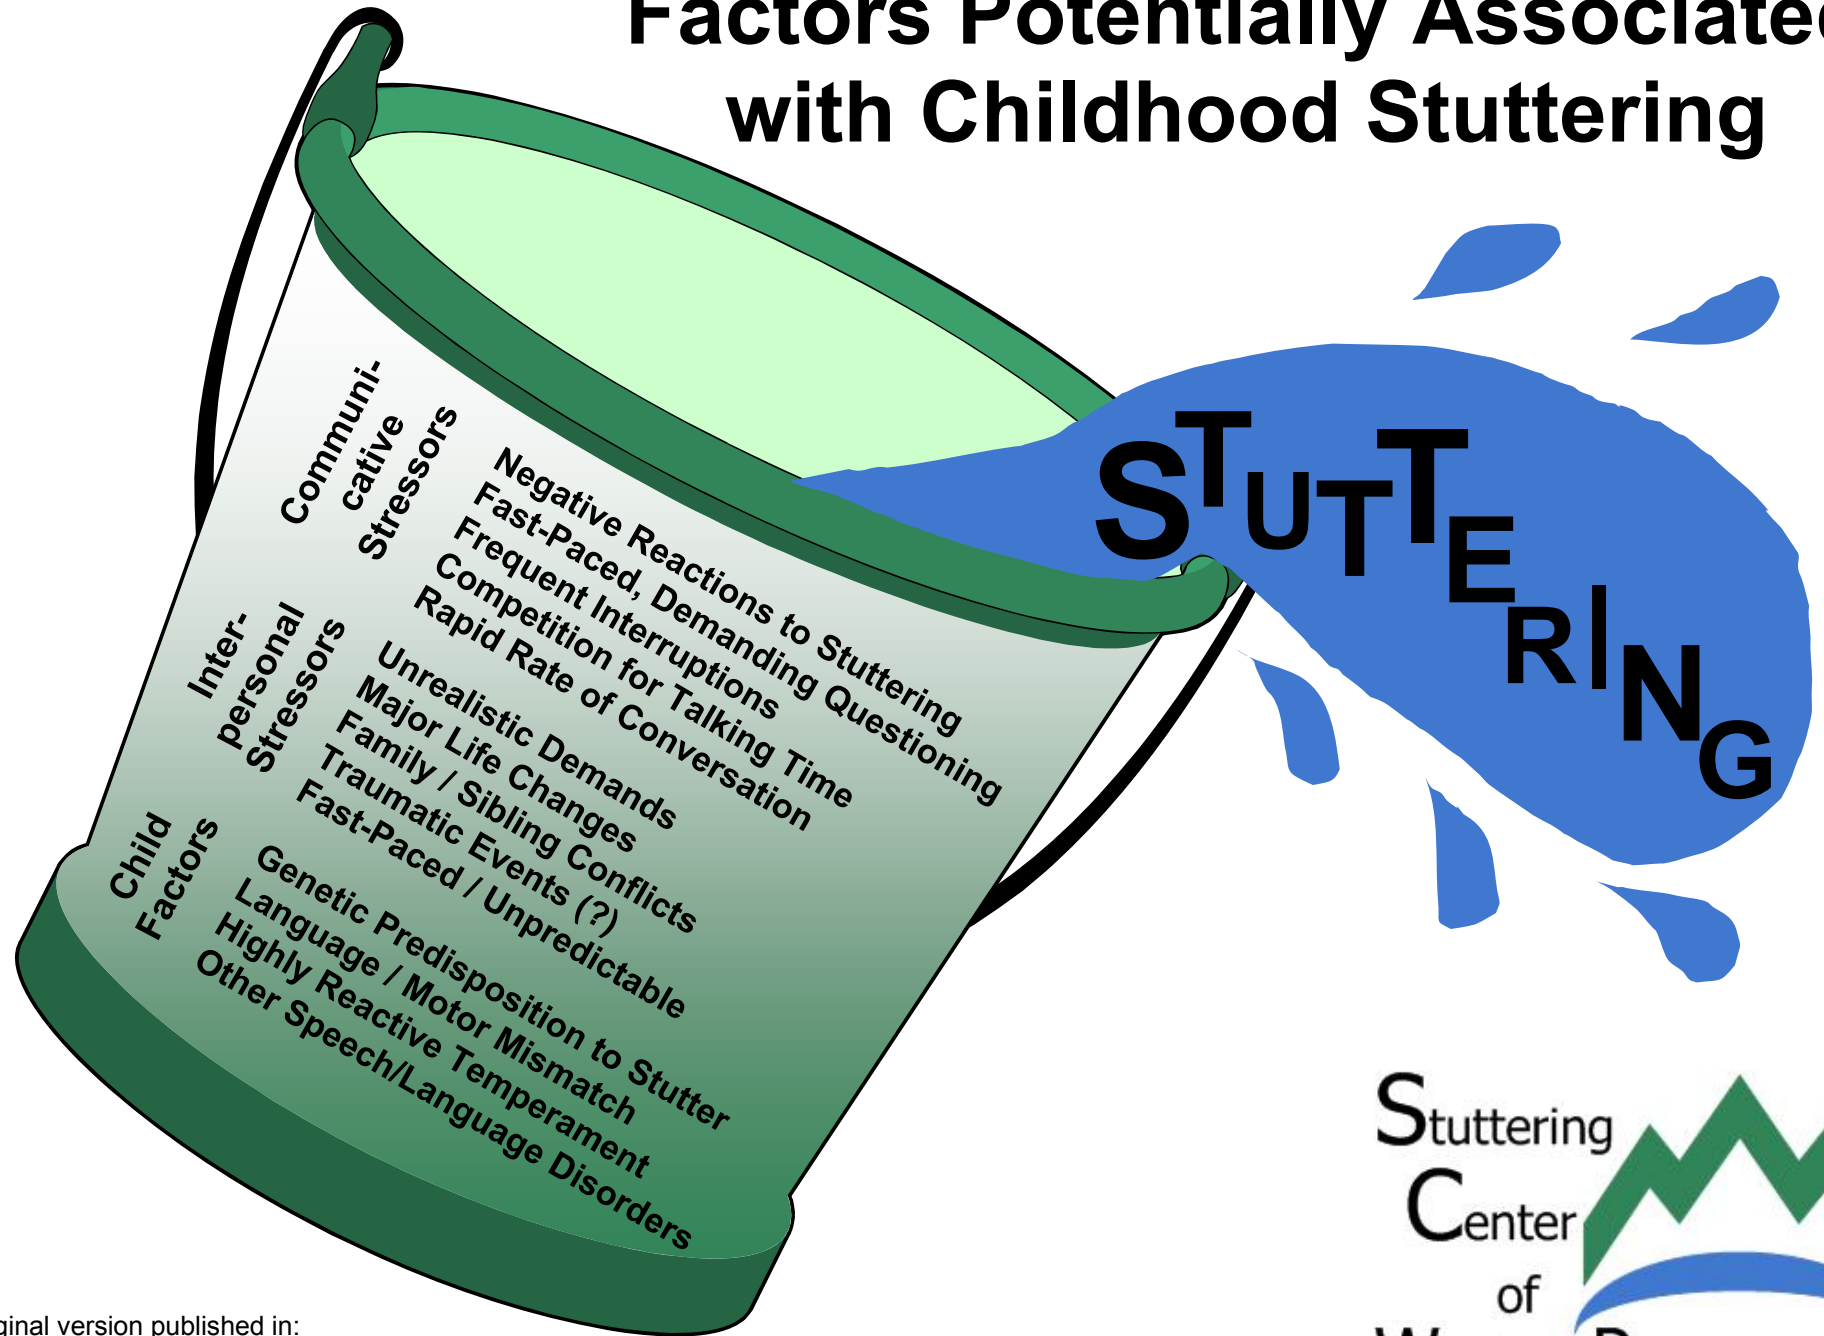 Factors Potentially Associated
with Childhood Stuttering
STUTTERING
Communi-
cative
Stressors
Negative Reactions to Stuttering
Fast-Paced, Demanding Questioning
Frequent Interruptions
Competition for Talking Time
Rapid Rate of Conversation
Inter-
personal
Stressors
Unrealistic Demands
Major Life Changes
Family / Sibling Conflicts
Traumatic Events (?)
Fast-Paced / Unpredictable
Child
Factors
Genetic Predisposition to Stutter
Language / Motor Mismatch
Highly Reactive Temperament
Other Speech/Language Disorders
Stuttering
Center
of
version published in: